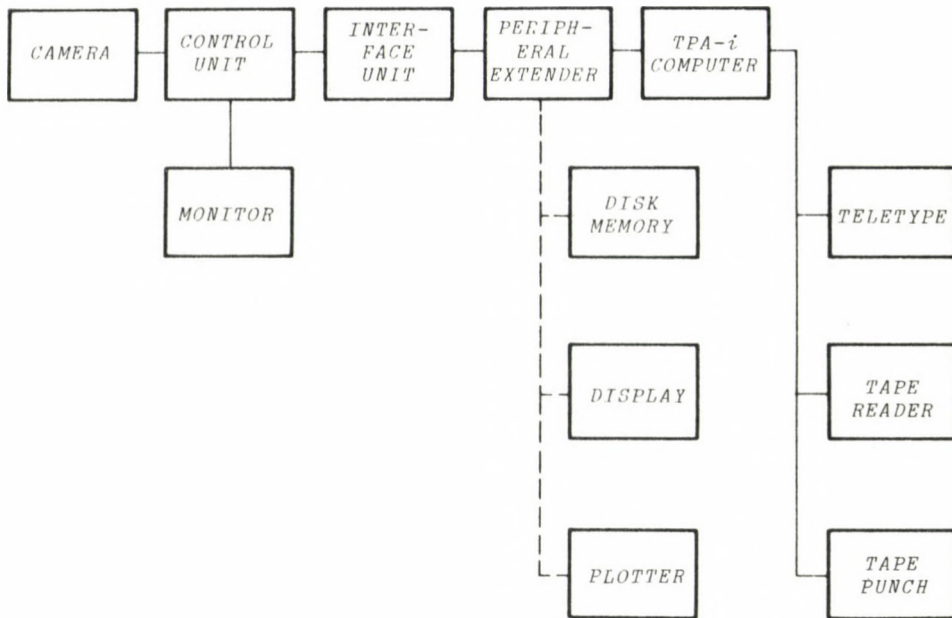 CAMERA
CONTROL
UNIT
INTER-
FACE
UNIT
PERIPH-
ERAL
EXTENDER
TPA-i
COMPUTER
MONITOR
DISK
MEMORY
TELETYPE
DISPLAY
TAPE
READER
PLOTTER
TAPE
PUNCH